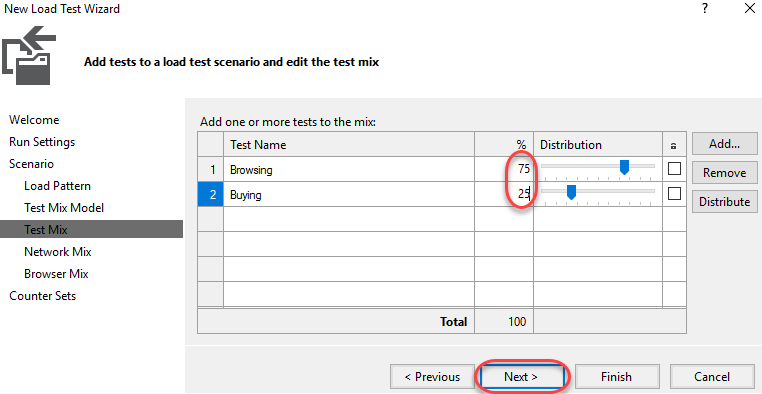 New Load Test Wizard
?
Add tests to a load test scenario and edit the test mix
Welcome
Run Settings
Scenario
Load Pattern
Test Mix Model
Test Mix
Network Mix
Browser Mix
Counter Sets
Add one or more tests to the mix:
Test Name % Distribution
1 Browsing 75
2 Buying 25
Total 100
Add...
Remove
Distribute
< Previous Next > Finish Cancel